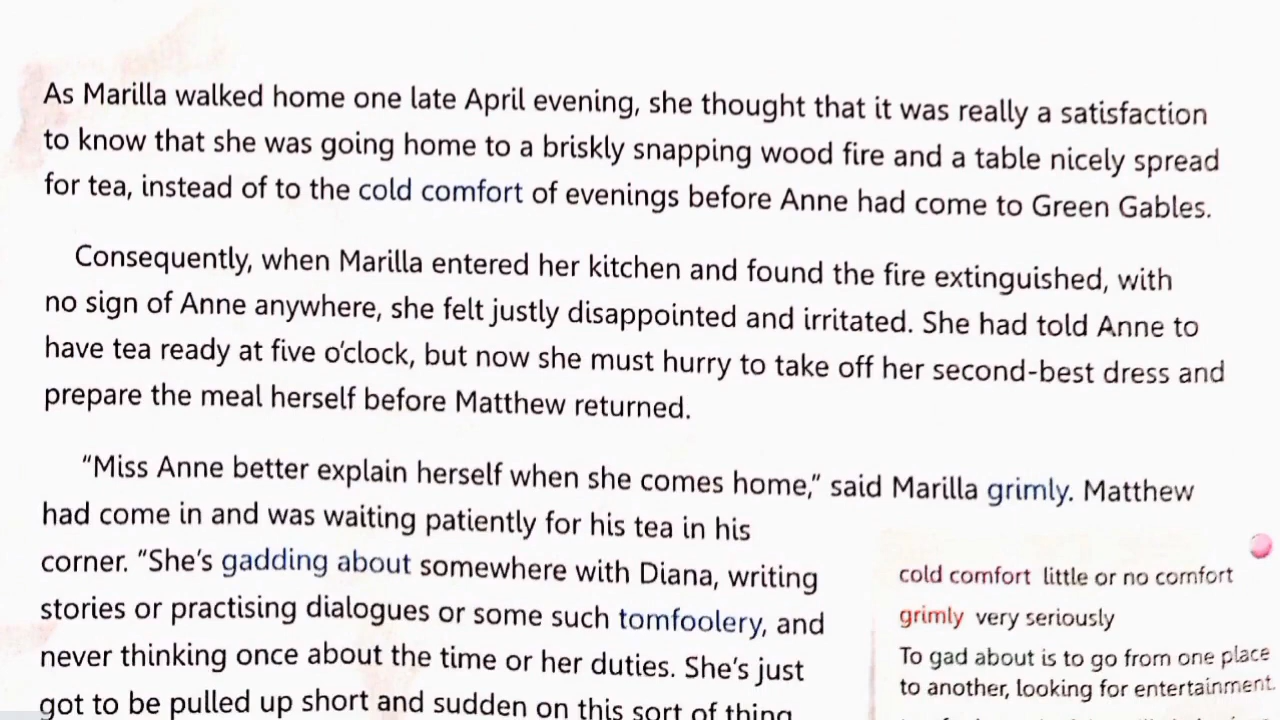 As Marilla walked home one late April evening, she thought that it was really a satisfaction
to know that she was going home to a briskly snapping wood fire and a table nicely spread
for tea, instead of to the cold comfort of evenings before Anne had come to Green Gables.
Consequently, when Marilla entered her kitchen and found the fire extinguished, with
no sign of Anne anywhere, she felt justly disappointed and irritated. She had told Anne to
have tea ready at five o'clock, but now she must hurry to take off her second-best dress and
prepare the meal herself before Matthew returned.
"Miss Anne better explain herself when she comes home," said Marilla grimly. Matthew
had come in and was waiting patiently for his tea in his
corner. "She's gadding about somewhere with Diana, writing
stories or practising dialogues or some such tomfoolery, and
never thinking once about the time or her duties. She's just
got to be pulled up short and sudden on this sort of thing
cold comfort little or no comfort
grimly very seriously
To gad about is to go from one place
to another, looking for entertainment.